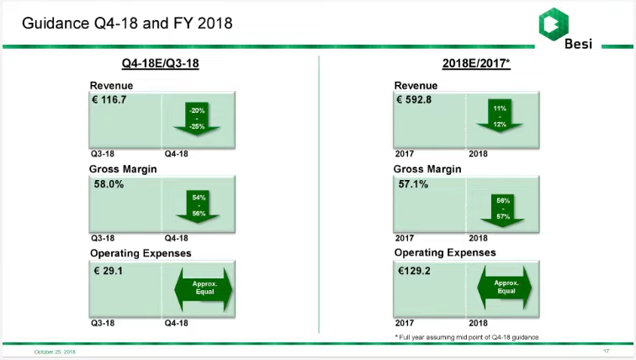 Guidance Q4-18 and FY 2018
Besi
Q4-18E/Q3-18
Revenue
€ 116.7
-20%
-
-25%
Q3-18 Q4-18
Gross Margin
58.0%
54%
-
56%
Q3-18 Q4-18
Operating Expenses
€ 29.1
Approx.
Equal
Q3-18 Q4-18
2018E/2017*
Revenue
€ 592.8
11%
-
12%
2017 2018
Gross Margin
57.1%
56%
-
57%
2017 2018
Operating Expenses
€129.2
Approx.
Equal
2017 2018
* Full year assuming mid point of Q4-18 guidance
October 25, 2018
17